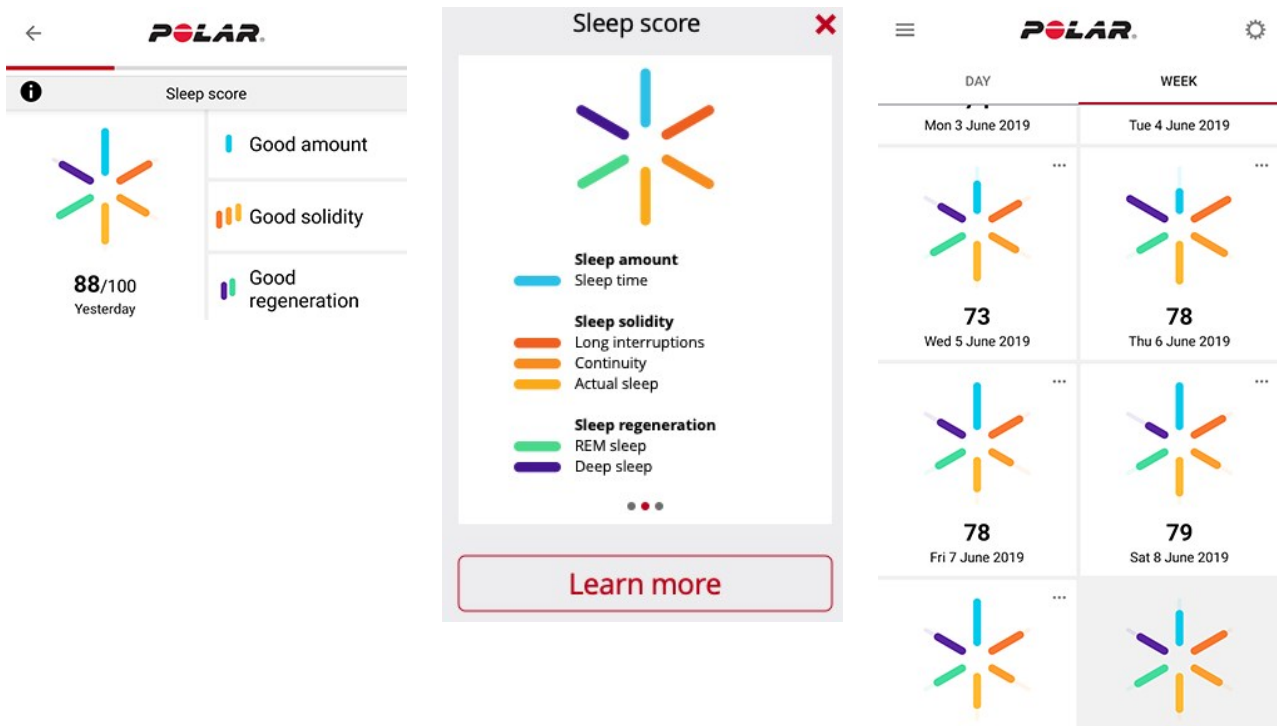 POLAR.
Sleep score
Good amount
Good solidity
Good
regeneration
88/100
Yesterday
Sleep score
Sleep amount
Sleep time
Sleep solidity
Long interruptions
Continuity
Actual sleep
Sleep regeneration
REM sleep
Deep sleep
Learn more
POLAR.
DAY
WEEK
Mon 3 June 2019
Tue 4 June 2019
73
Wed 5 June 2019
78
Thu 6 June 2019
78
Fri 7 June 2019
79
Sat 8 June 2019